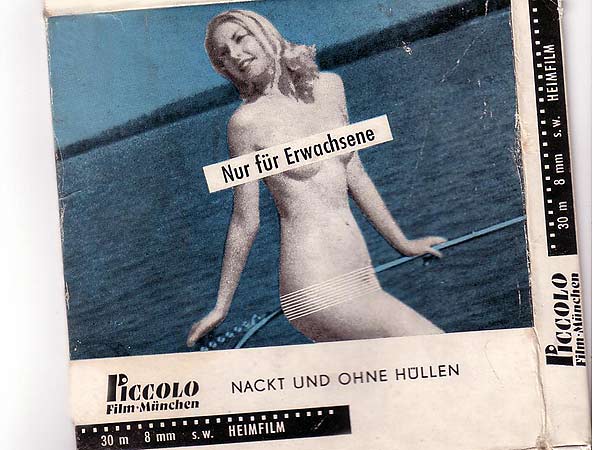 Nur für Erwachsene
PICCOLO
Film-München
NACKT UND OHNE HÜLLEN
30 m 8 mm s.w. HEIMFILM
PICCOLO
Film-München
30 m 8 mm s.w. HEIMFILM